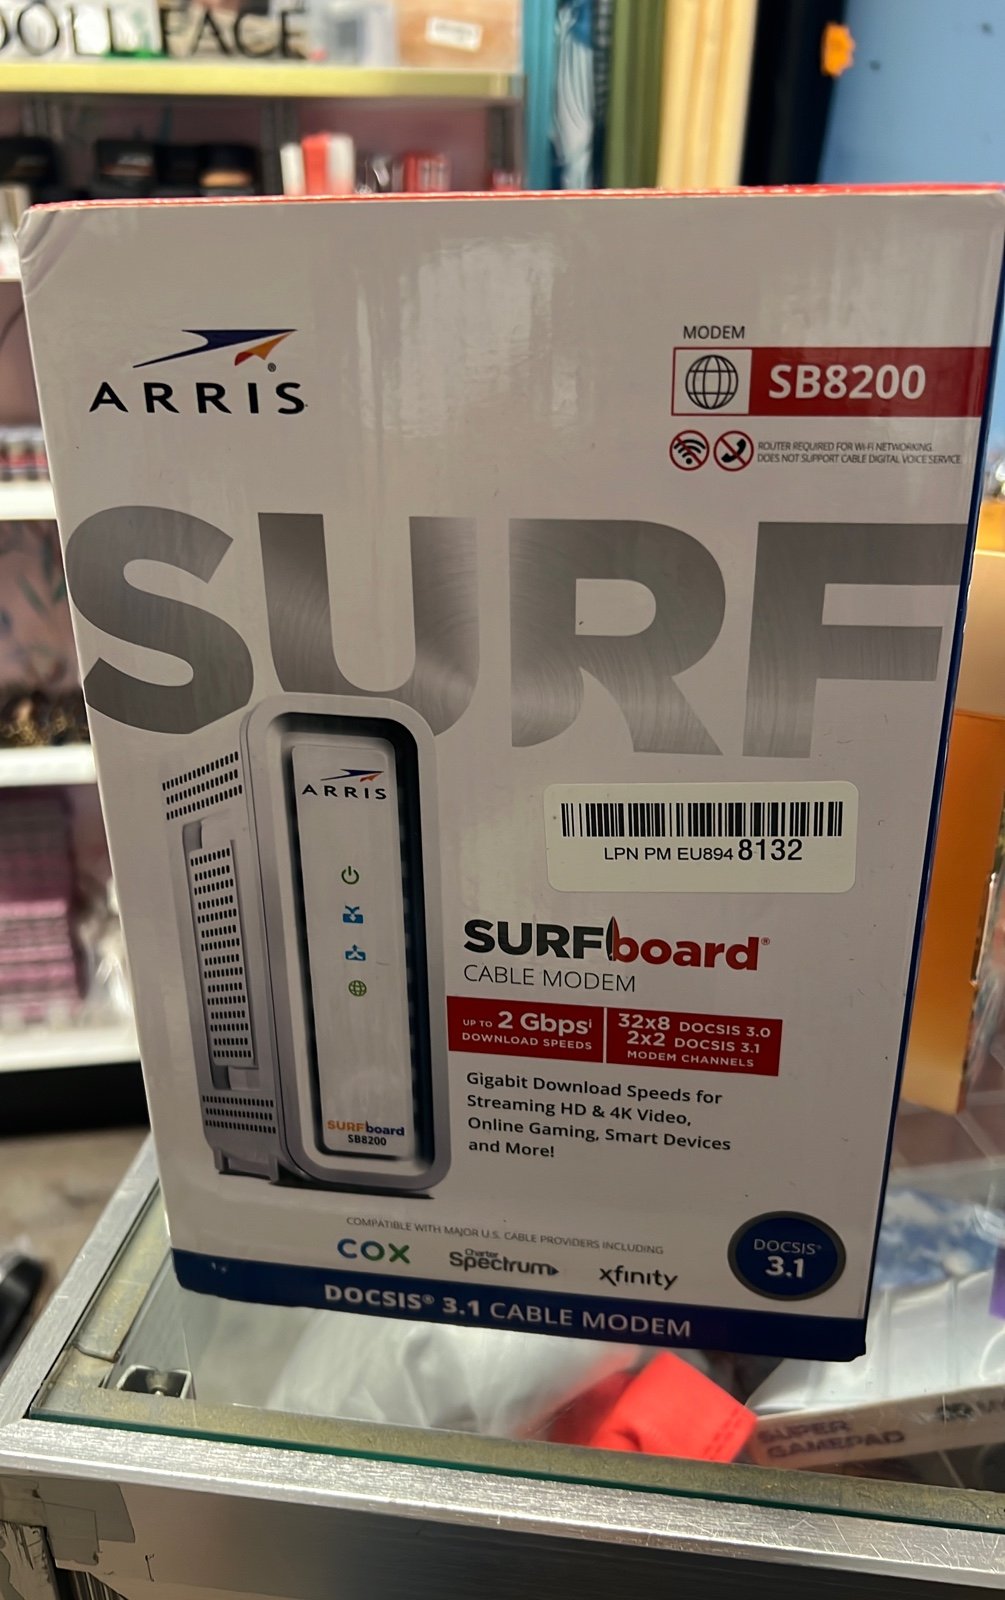 DOLL FACE
ARRIS
MODEM
SB8200
ROUTER REQUIRED FOR Wi-Fi NETWORKING.
DOES NOT SUPPORT CABLE DIGITAL VOICE SERVICE
SURF
ARRIS
LPN PM EU894 8132
SURFboard®
CABLE MODEM
UP TO 2 Gbpsⁱ
DOWNLOAD SPEEDS
32x8 DOCSIS 3.0
2x2 DOCSIS 3.1
MODEM CHANNELS
Gigabit Download Speeds for
Streaming HD & 4K Video,
Online Gaming, Smart Devices
and More!
SURFboard
SB8200
COMPATIBLE WITH MAJOR U.S. CABLE PROVIDERS INCLUDING
COX
Charter
Spectrum
xfinity
DOCSIS®
3.1
DOCSIS® 3.1 CABLE MODEM
SUPER
GAMEPAD